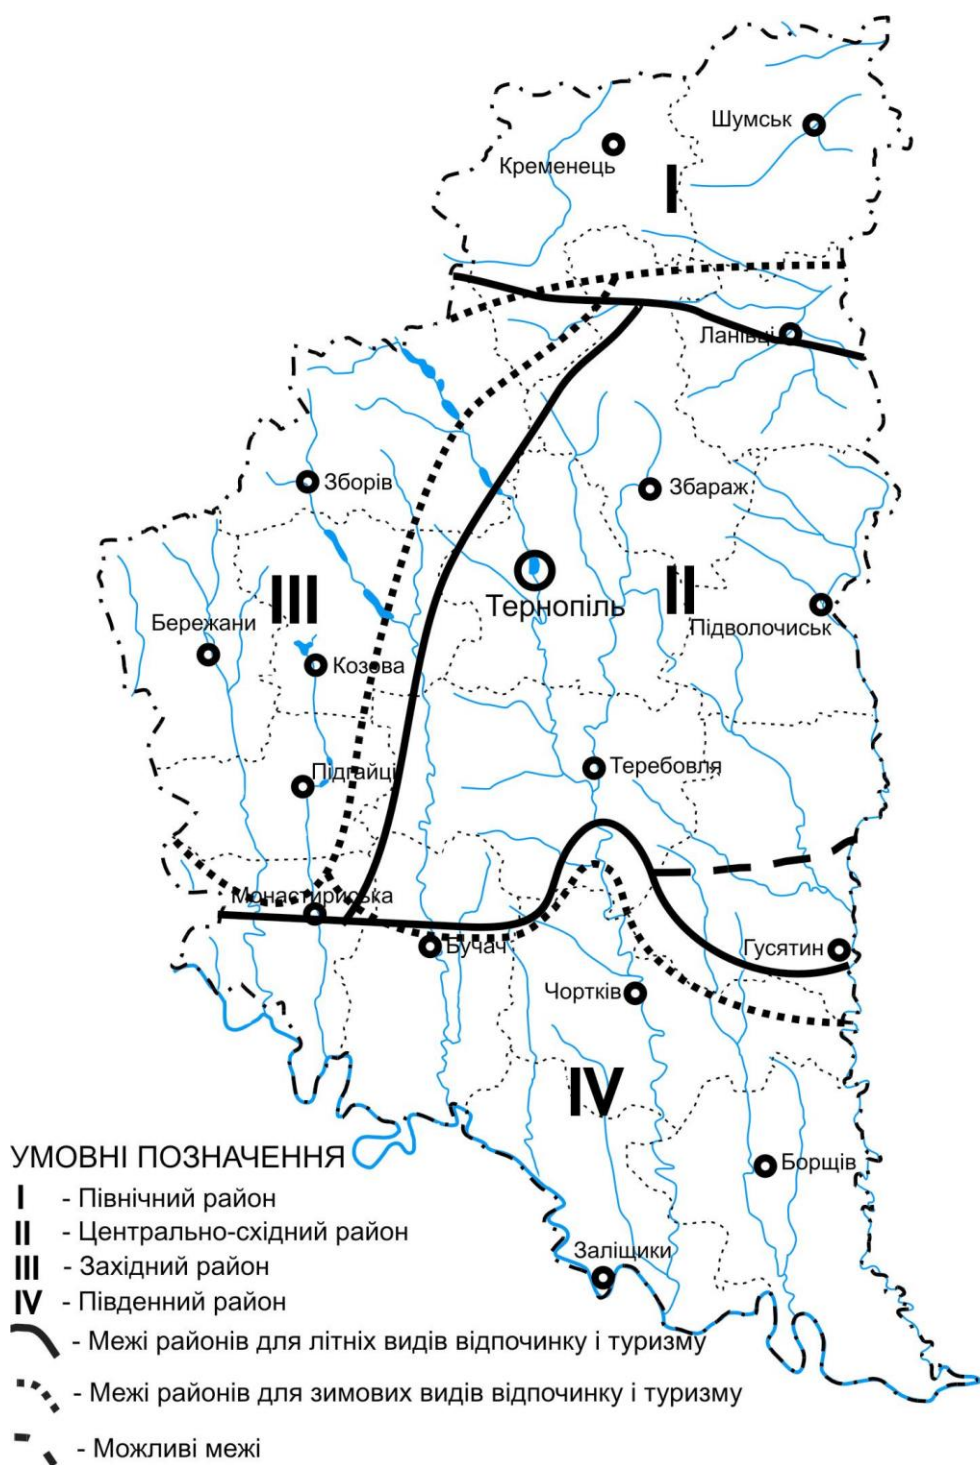 Шумськ
Кременець
I
Ланівці
Зборів
Збараж
Тернопіль
II
III
Бережани
Підволочиськ
Козова
Підгайці
Теребовля
Монастириська
Бучач
Гусятин
Чортків
IV
Борщів
Заліщики
УМОВНІ ПОЗНАЧЕННЯ
I - Північний район
II - Центрально-східний район
III - Західний район
IV - Південний район
- Межі районів для літніх видів відпочинку і туризму
- Межі районів для зимових видів відпочинку і туризму
- Можливі межі